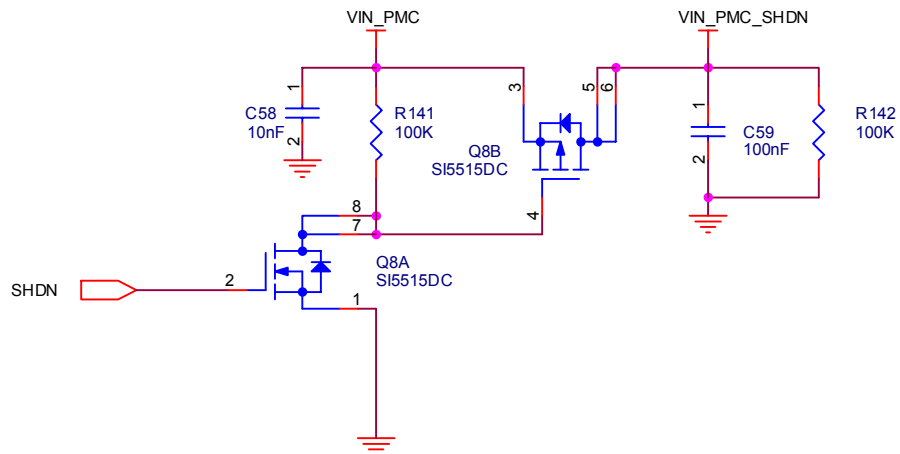 VIN_PMC
VIN_PMC_SHDN
1
C58
10nF
2
R141
100K
3
5
6
Q8B
SI5515DC
4
1
C59
100nF
2
R142
100K
8
7
Q8A
SI5515DC
SHDN
2
1